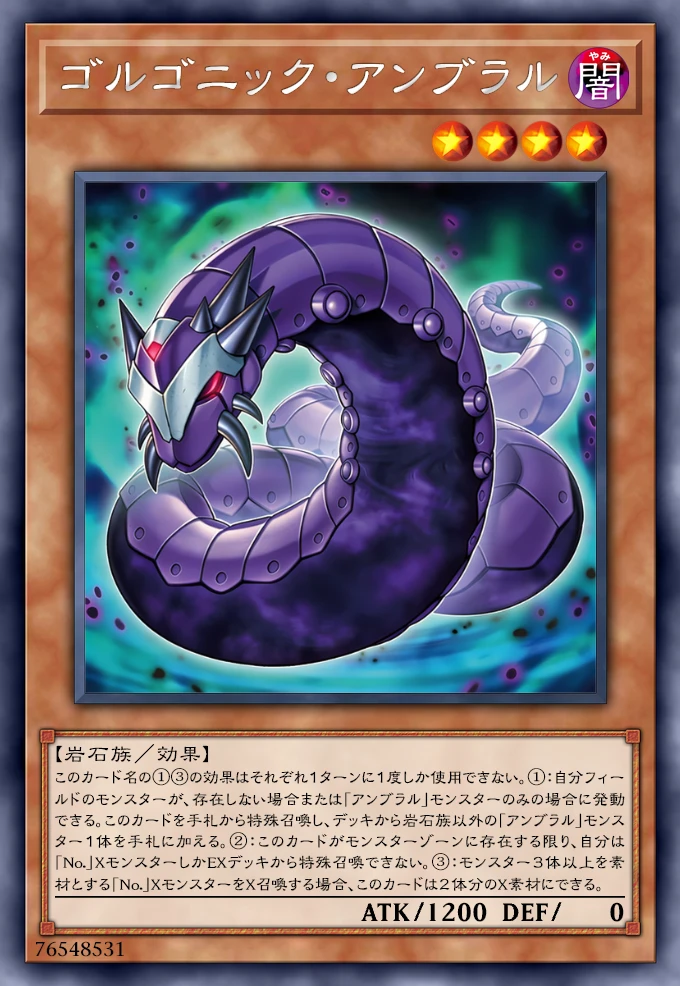 ゴルゴニック・アンブラル
やみ
闇
【岩石族／効果】
このカード名の①③の効果はそれぞれ1ターンに1度しか使用できない。①：自分フィー
ルドのモンスターが、存在しない場合または「アンブラル」モンスターのみの場合に発動
できる。このカードを手札から特殊召喚し、デッキから岩石族以外の「アンブラル」モンス
ター1体を手札に加える。②：このカードがモンスターゾーンに存在する限り、自分は
「No.」XモンスターしかEXデッキから特殊召喚できない。③：モンスター3体以上を素
材とする「No.」XモンスターをX召喚する場合、このカードは2体分のX素材にできる。
ATK/1200 DEF/ 0
76548531